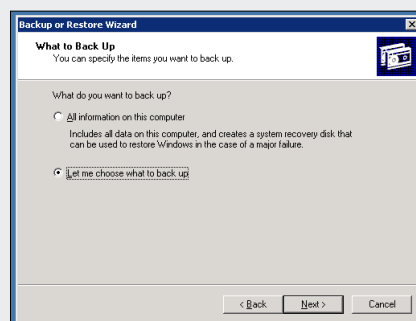 Backup or Restore Wizard
What to Back Up
You can specify the items you want to back up.
What do you want to back up?
All information on this computer
Includes all data on this computer, and creates a system recovery disk that
can be used to restore Windows in the case of a major failure.
Let me choose what to back up
< Back
Next >
Cancel